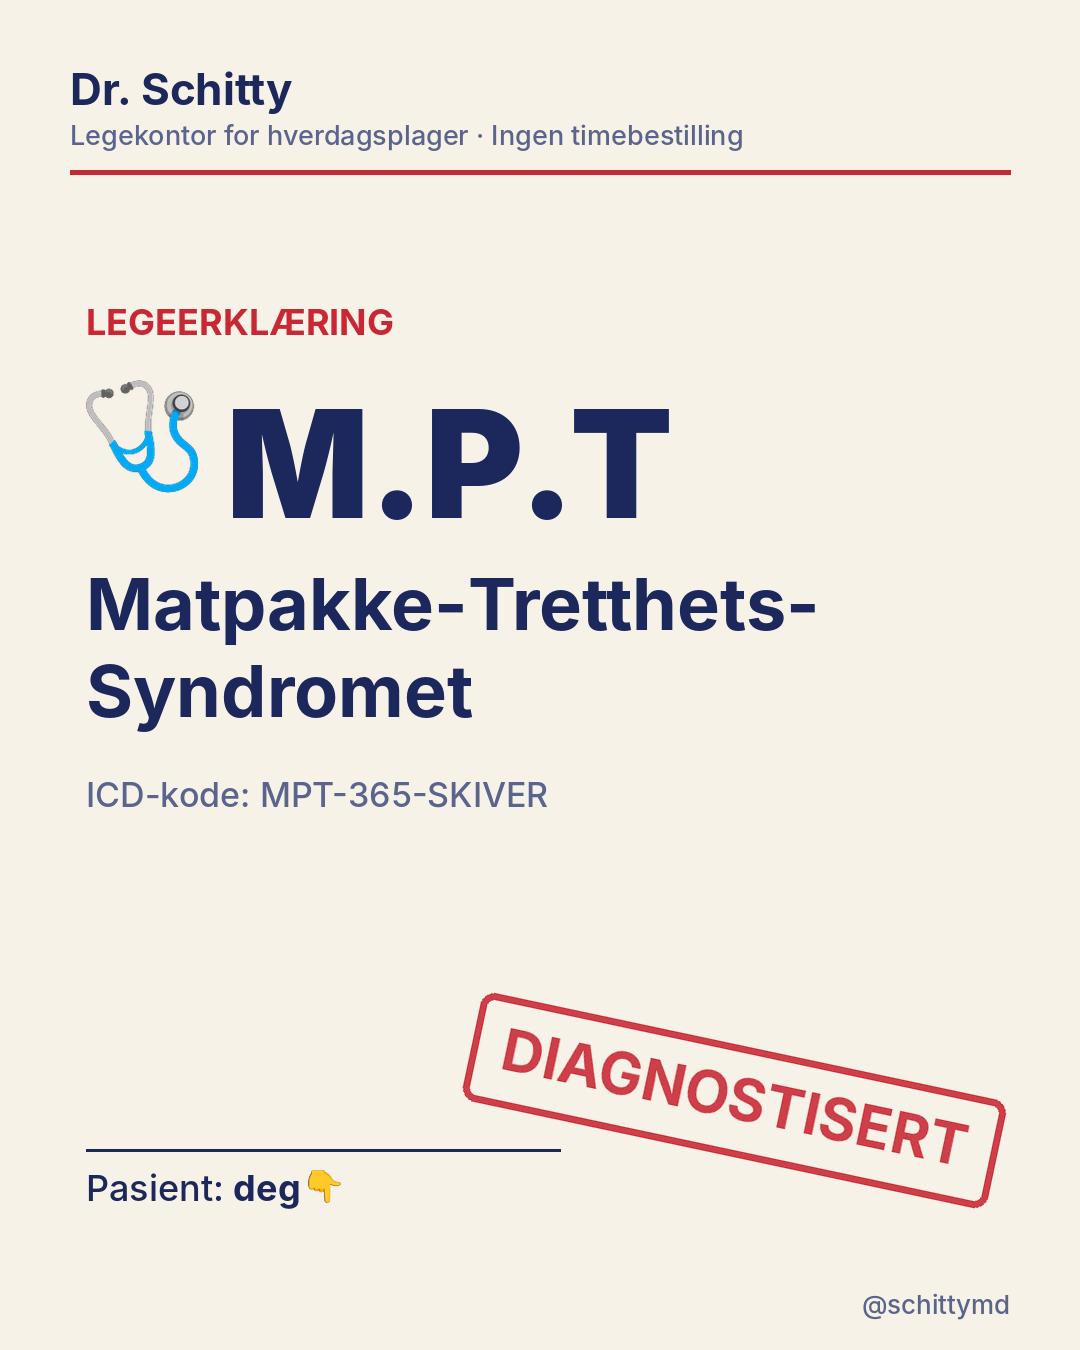 Dr. Schitty
Legekontor for hverdagsplager · Ingen timebestilling
LEGEERKLÆRING
🩺 M.P.T
Matpakke-Tretthets-
Syndromet
ICD-kode: MPT-365-SKIVER
DIAGNOSTISERT
Pasient: deg👇
@schittymd